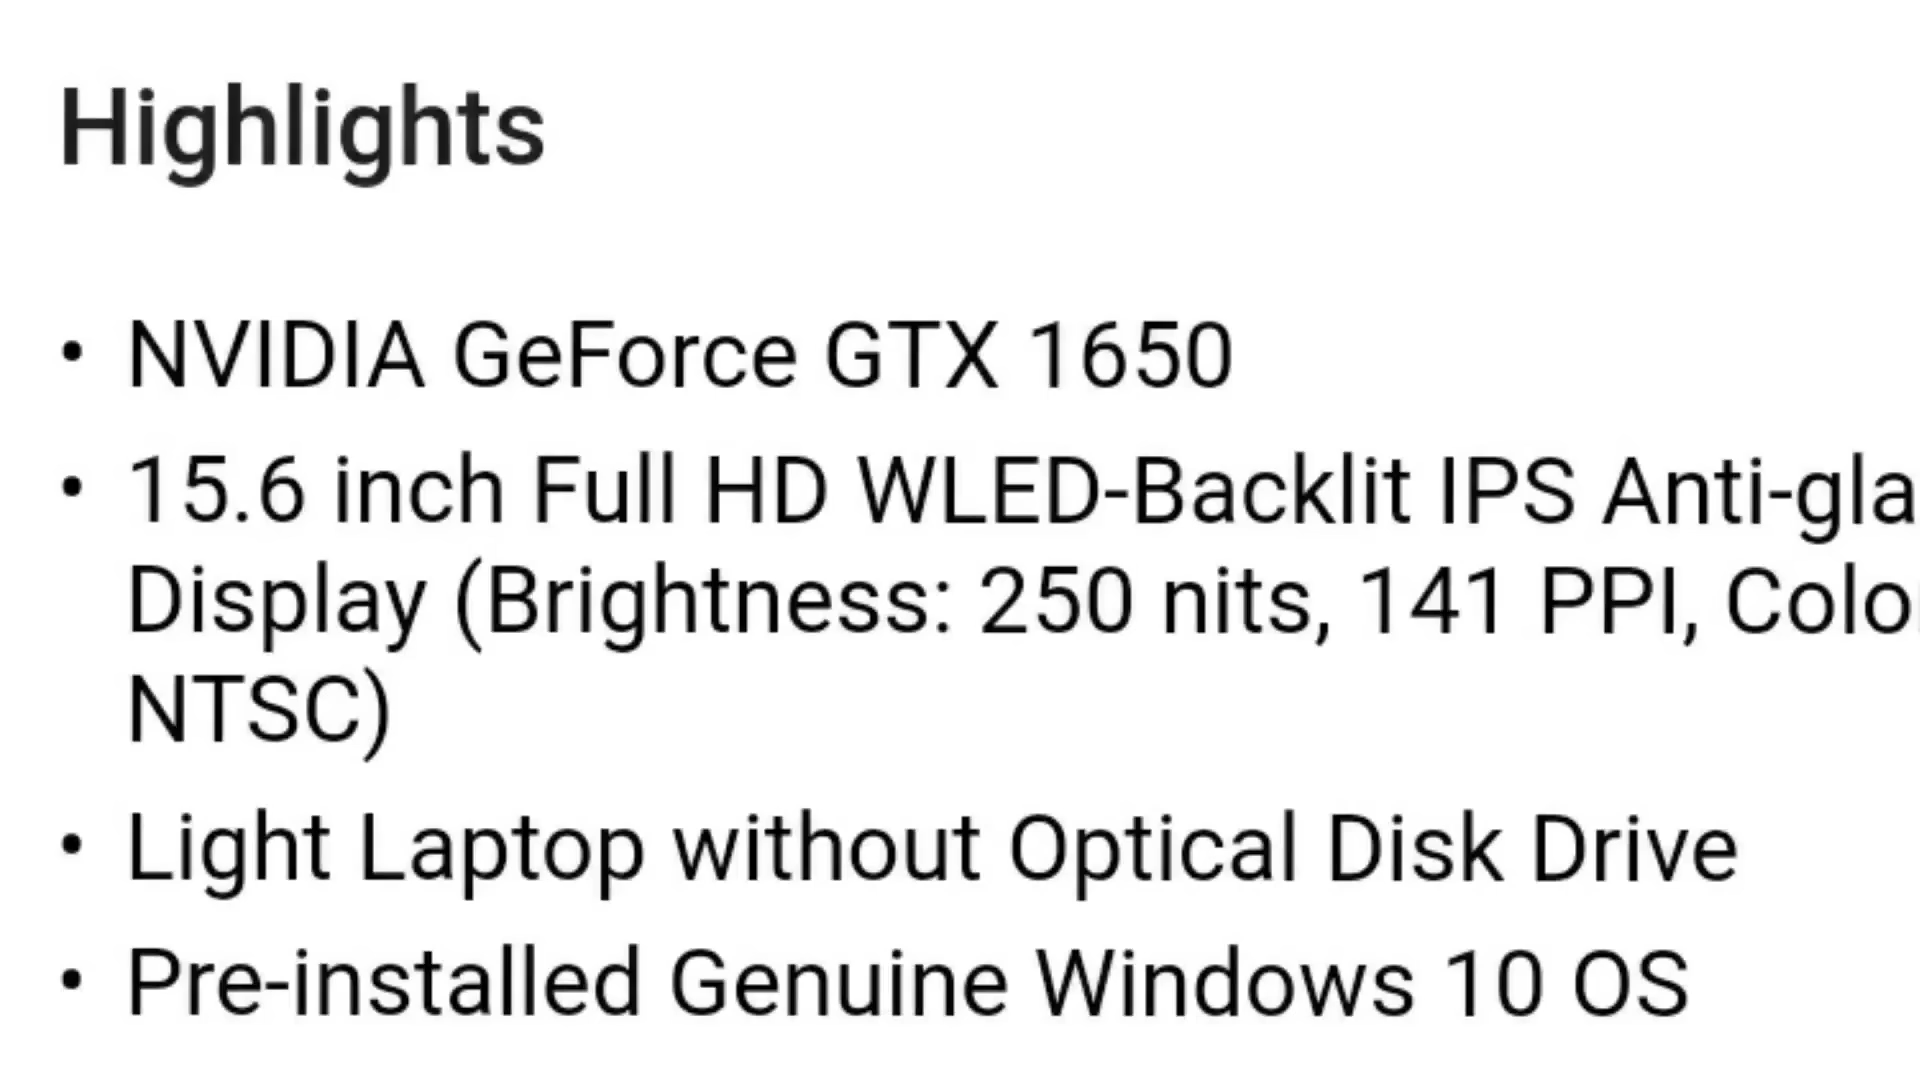 Highlights
• NVIDIA GeForce GTX 1650
• 15.6 inch Full HD WLED-Backlit IPS Anti-gla
Display (Brightness: 250 nits, 141 PPI, Colo
NTSC)
• Light Laptop without Optical Disk Drive
• Pre-installed Genuine Windows 10 OS